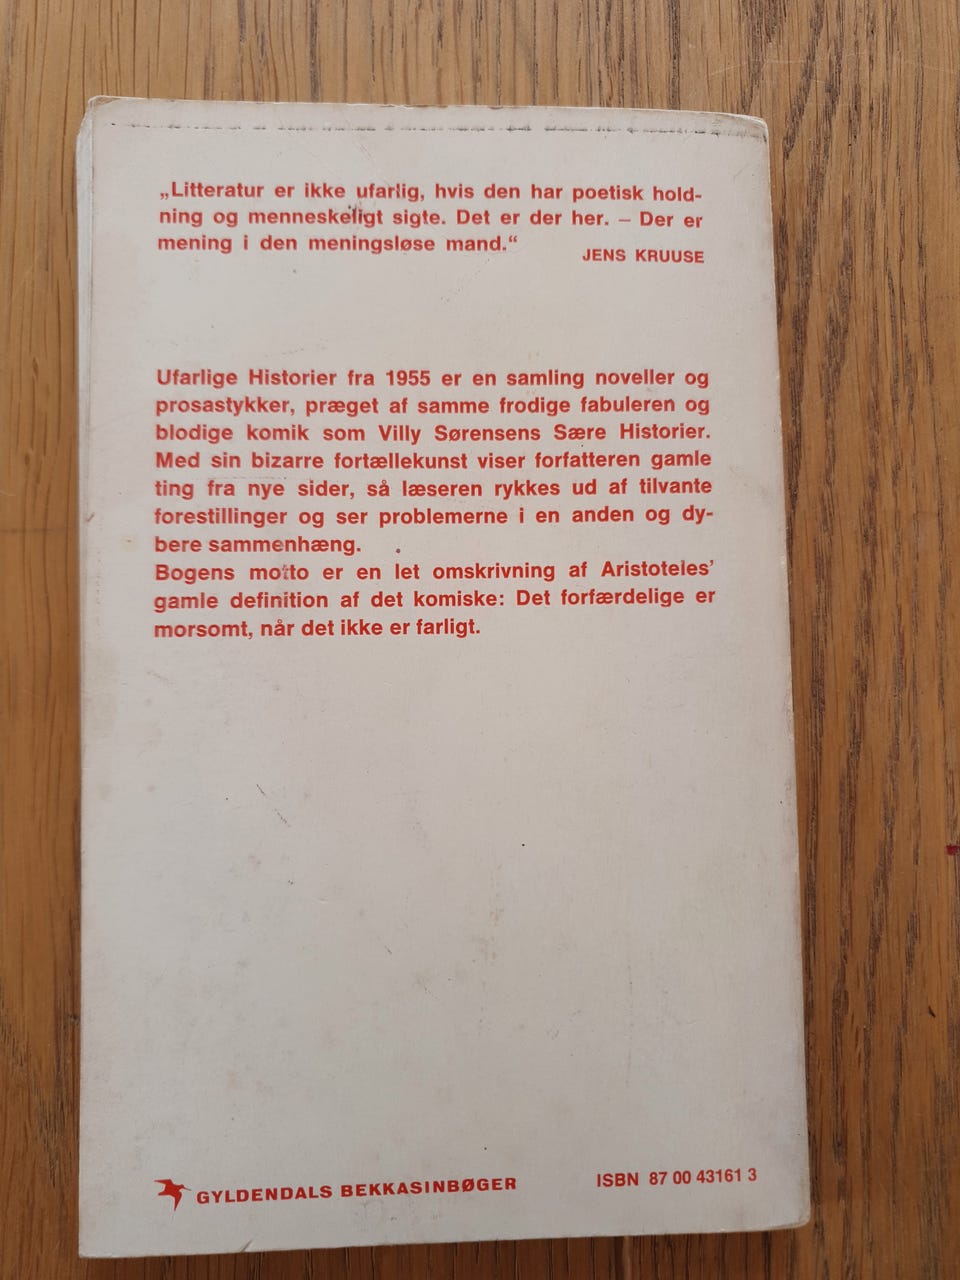 „Litteratur er ikke ufarlig, hvis den har poetisk hold-
ning og menneskeligt sigte. Det er der her. – Der er
mening i den meningsløse mand.“
JENS KRUUSE
Ufarlige Historier fra 1955 er en samling noveller og
prosastykker, præget af samme frodige fabuleren og
blodige komik som Villy Sørensens Sære Historier.
Med sin bizarre fortællekunst viser forfatteren gamle
ting fra nye sider, så læseren rykkes ud af tilvante
forestillinger og ser problemerne i en anden og dy-
bere sammenhæng.
Bogens motto er en let omskrivning af Aristoteles’
gamle definition af det komiske: Det forfærdelige er
morsomt, når det ikke er farligt.
GYLDENDALS BEKKASINBØGER
ISBN 87 00 43161 3